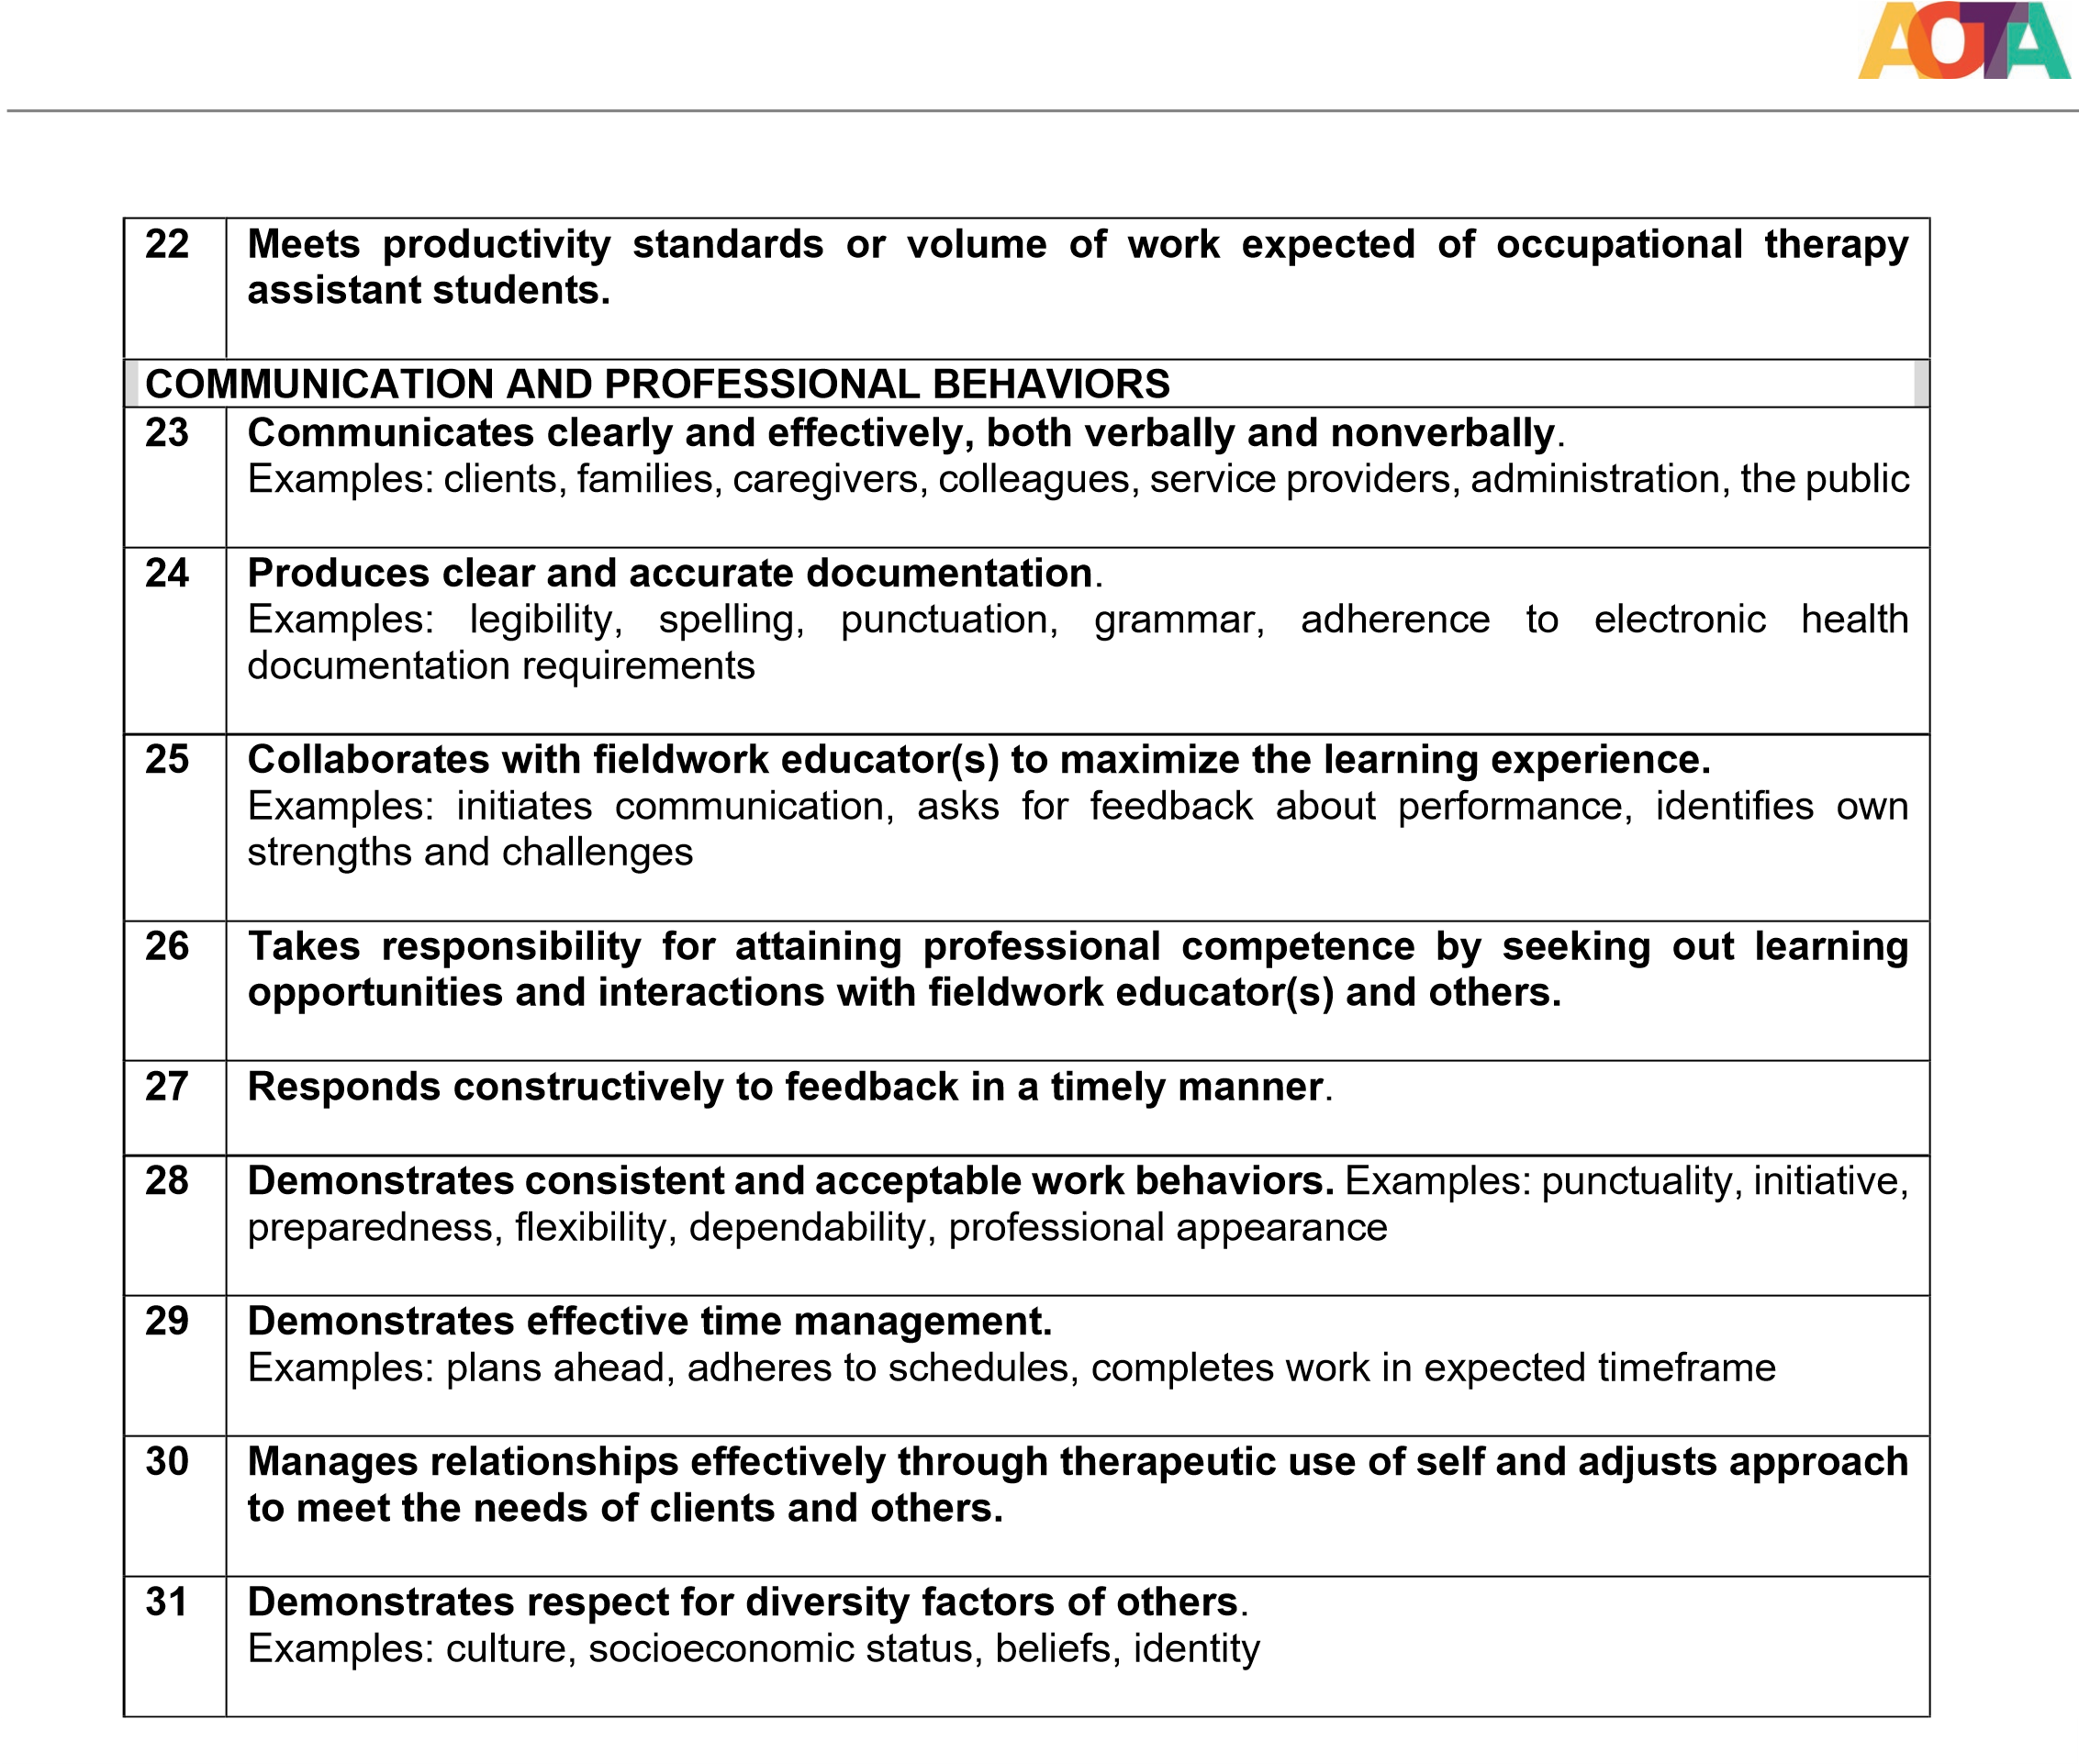 AOTA
22 Meets productivity standards or volume of work expected of occupational therapy
assistant students.
COMMUNICATION AND PROFESSIONAL BEHAVIORS
23 Communicates clearly and effectively, both verbally and nonverbally.
Examples: clients, families, caregivers, colleagues, service providers, administration, the public
24 Produces clear and accurate documentation.
Examples: legibility, spelling, punctuation, grammar, adherence to electronic health
documentation requirements
25 Collaborates with fieldwork educator(s) to maximize the learning experience.
Examples: initiates communication, asks for feedback about performance, identifies own
strengths and challenges
26 Takes responsibility for attaining professional competence by seeking out learning
opportunities and interactions with fieldwork educator(s) and others.
27 Responds constructively to feedback in a timely manner.
28 Demonstrates consistent and acceptable work behaviors. Examples: punctuality, initiative,
preparedness, flexibility, dependability, professional appearance
29 Demonstrates effective time management.
Examples: plans ahead, adheres to schedules, completes work in expected timeframe
30 Manages relationships effectively through therapeutic use of self and adjusts approach
to meet the needs of clients and others.
31 Demonstrates respect for diversity factors of others.
Examples: culture, socioeconomic status, beliefs, identity